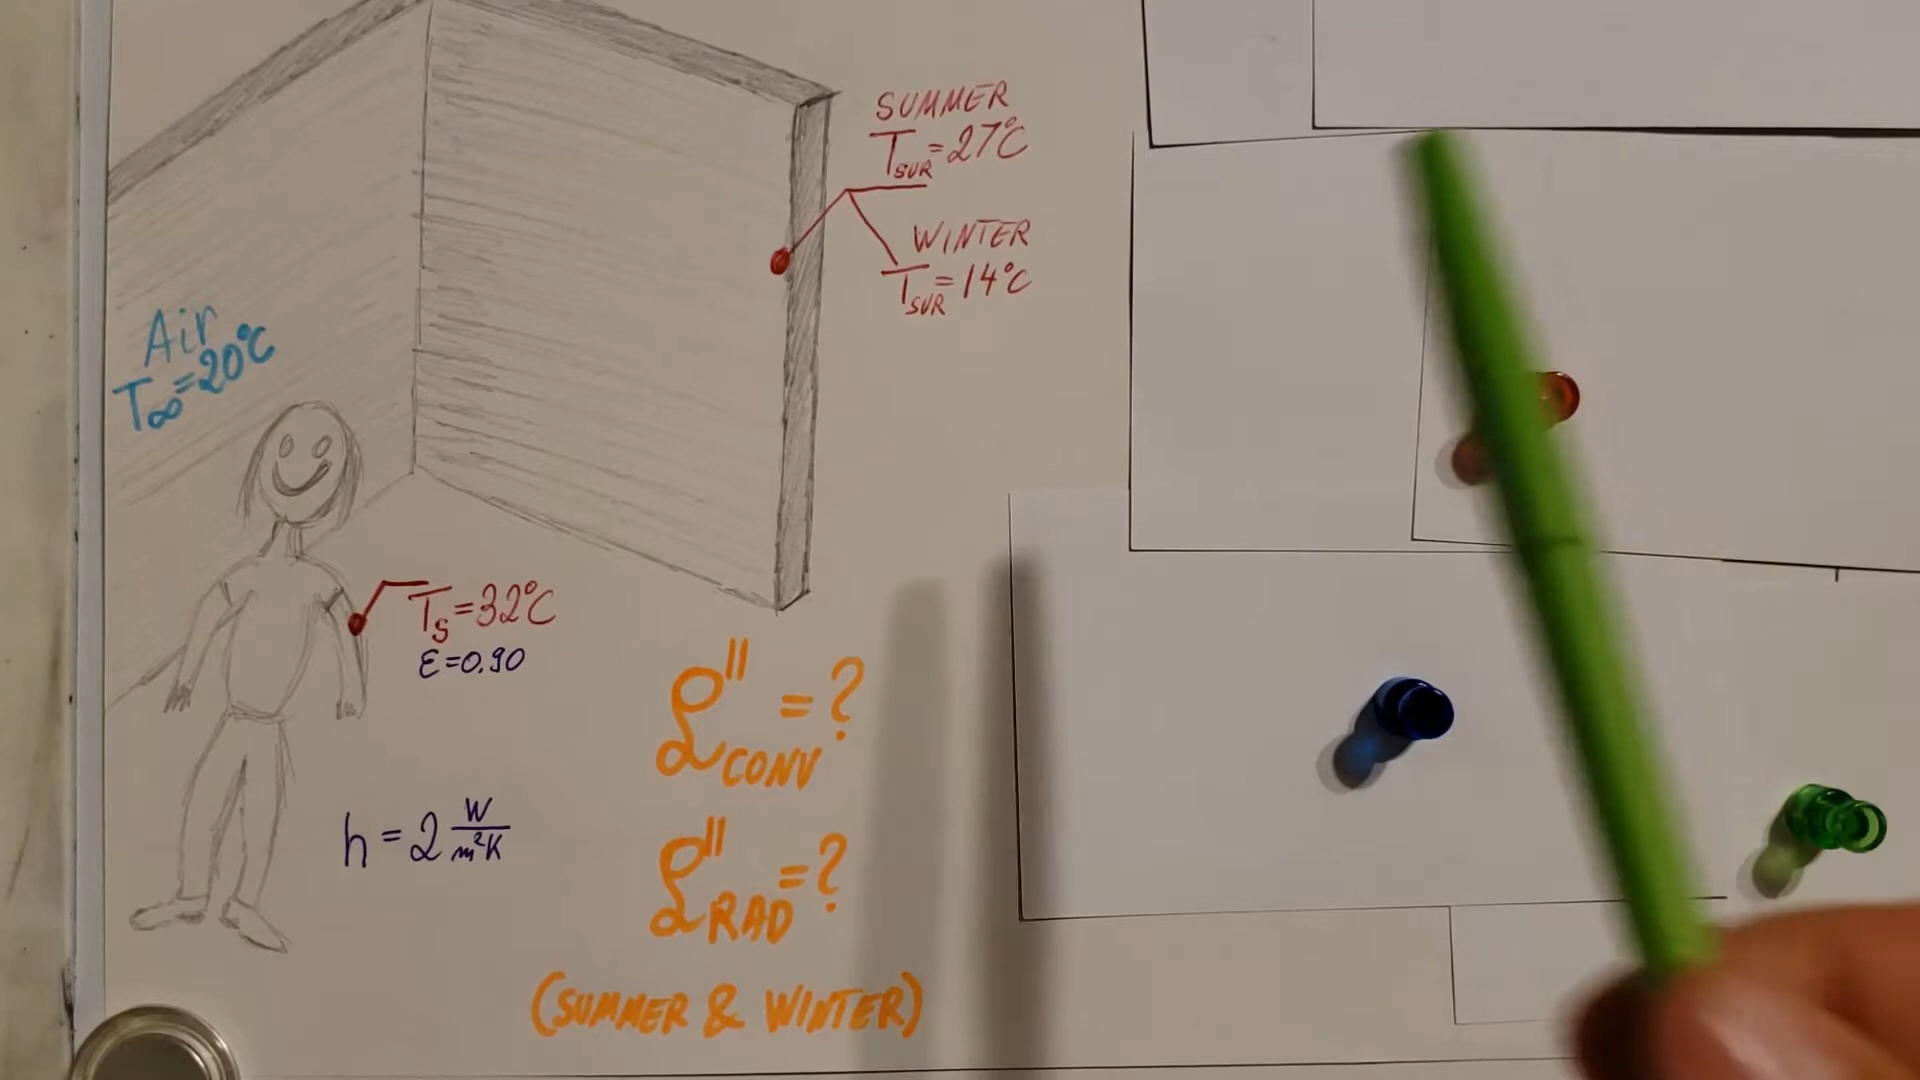 SUMMER
T_SUR=27°C
WINTER
T_SUR=14°C
Air
T∞=20°C
T_S=32°C
ε=0.90
h=2 W/m²K
q''_CONV=?
q''_RAD=?
(SUMMER & WINTER)